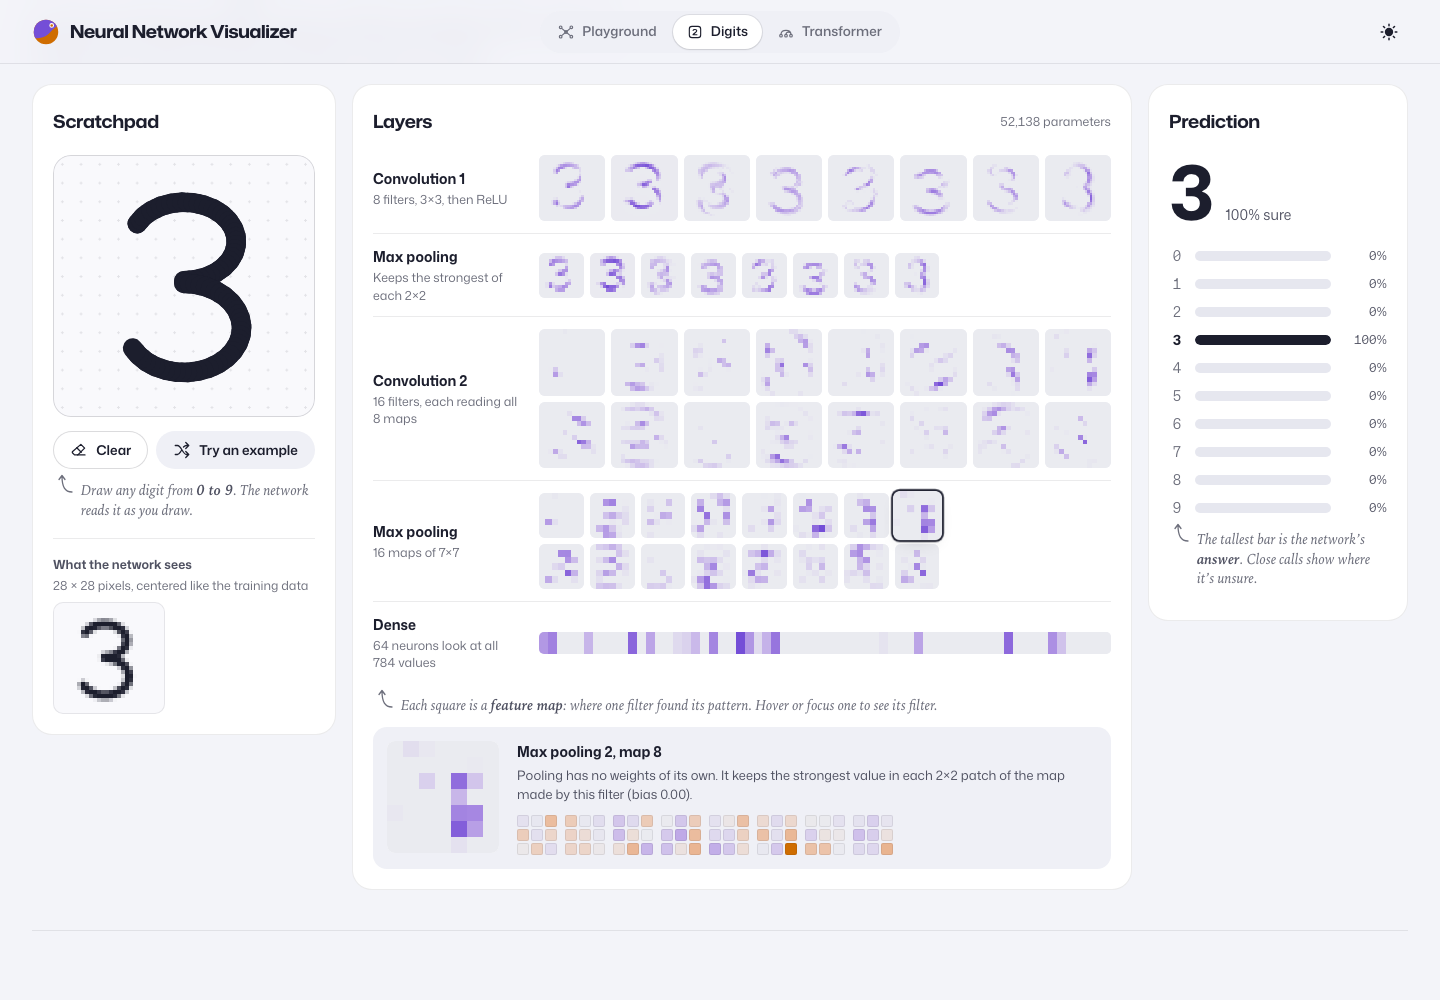 Neural Network Visualizer
Playground
2
Digits
Transformer
Scratchpad
3
Clear
Try an example
Draw any digit from 0 to 9. The network
reads it as you draw.
What the network sees
28 × 28 pixels, centered like the training data
3
Layers
52,138 parameters
Convolution 1
8 filters, 3×3, then ReLU
Max pooling
Keeps the strongest of
each 2×2
Convolution 2
16 filters, each reading all
8 maps
Max pooling
16 maps of 7×7
Dense
64 neurons look at all
784 values
Each square is a feature map: where one filter found its pattern. Hover or focus one to see its filter.
Max pooling 2, map 8
Pooling has no weights of its own. It keeps the strongest value in each 2×2 patch of the map
made by this filter (bias 0.00).
Prediction
3 100% sure
0 0%
1 0%
2 0%
3 100%
4 0%
5 0%
6 0%
7 0%
8 0%
9 0%
The tallest bar is the network's
answer. Close calls show where
it's unsure.